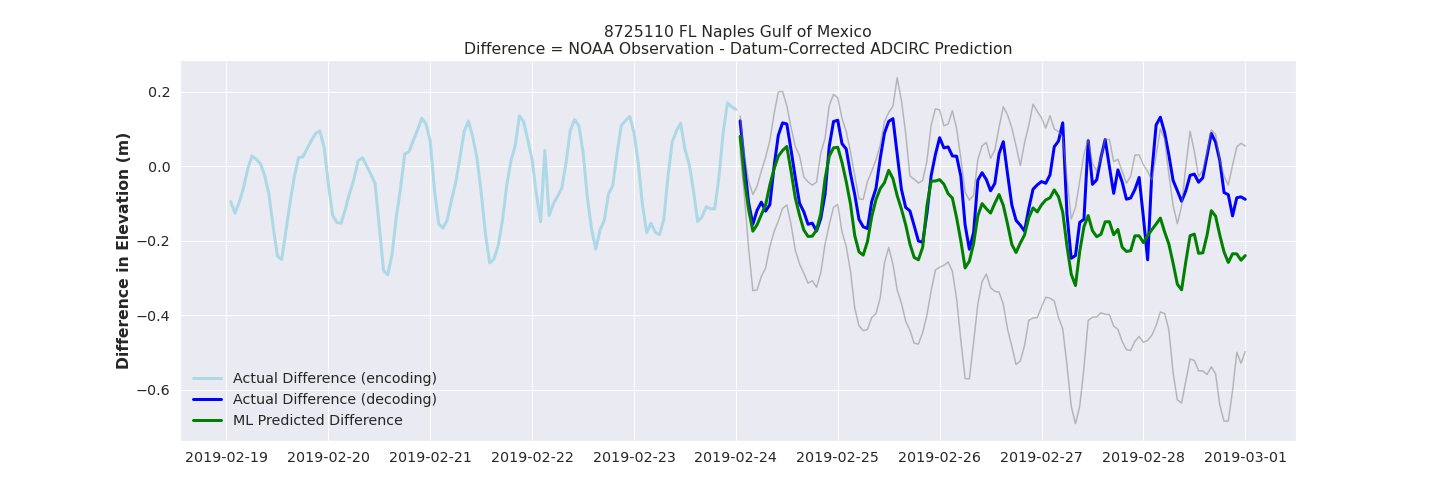 8725110 FL Naples Gulf of Mexico
Difference = NOAA Observation - Datum-Corrected ADCIRC Prediction
Difference in Elevation (m)
0.2
0.0
−0.2
−0.4
−0.6
Actual Difference (encoding)
Actual Difference (decoding)
ML Predicted Difference
2019-02-19 2019-02-20 2019-02-21 2019-02-22 2019-02-23 2019-02-24 2019-02-25 2019-02-26 2019-02-27 2019-02-28 2019-03-01